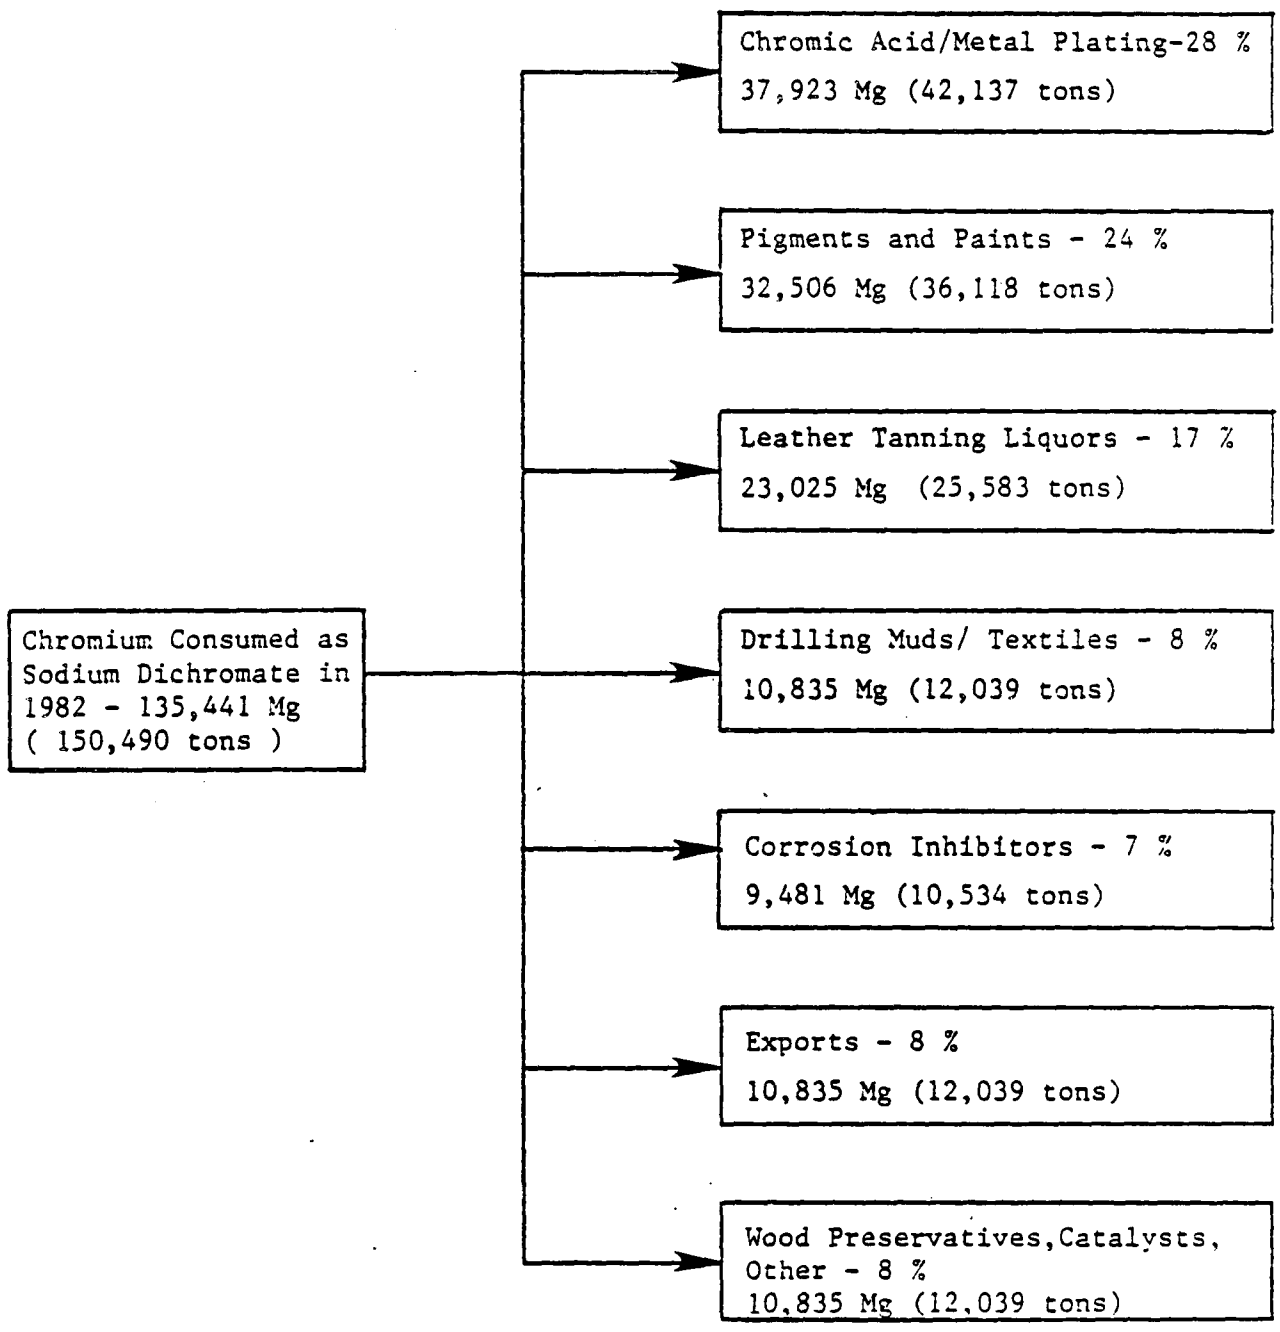 Chromic Acid/Metal Plating-28 %
37,923 Mg (42,137 tons)
Pigments and Paints - 24 %
32,506 Mg (36,118 tons)
Leather Tanning Liquors - 17 %
23,025 Mg (25,583 tons)
Chromium Consumed as
Sodium Dichromate in
1982 - 135,441 Mg
( 150,490 tons )
Drilling Muds/ Textiles - 8 %
10,835 Mg (12,039 tons)
Corrosion Inhibitors - 7 %
9,481 Mg (10,534 tons)
Exports - 8 %
10,835 Mg (12,039 tons)
Wood Preservatives,Catalysts,
Other - 8 %
10,835 Mg (12,039 tons)